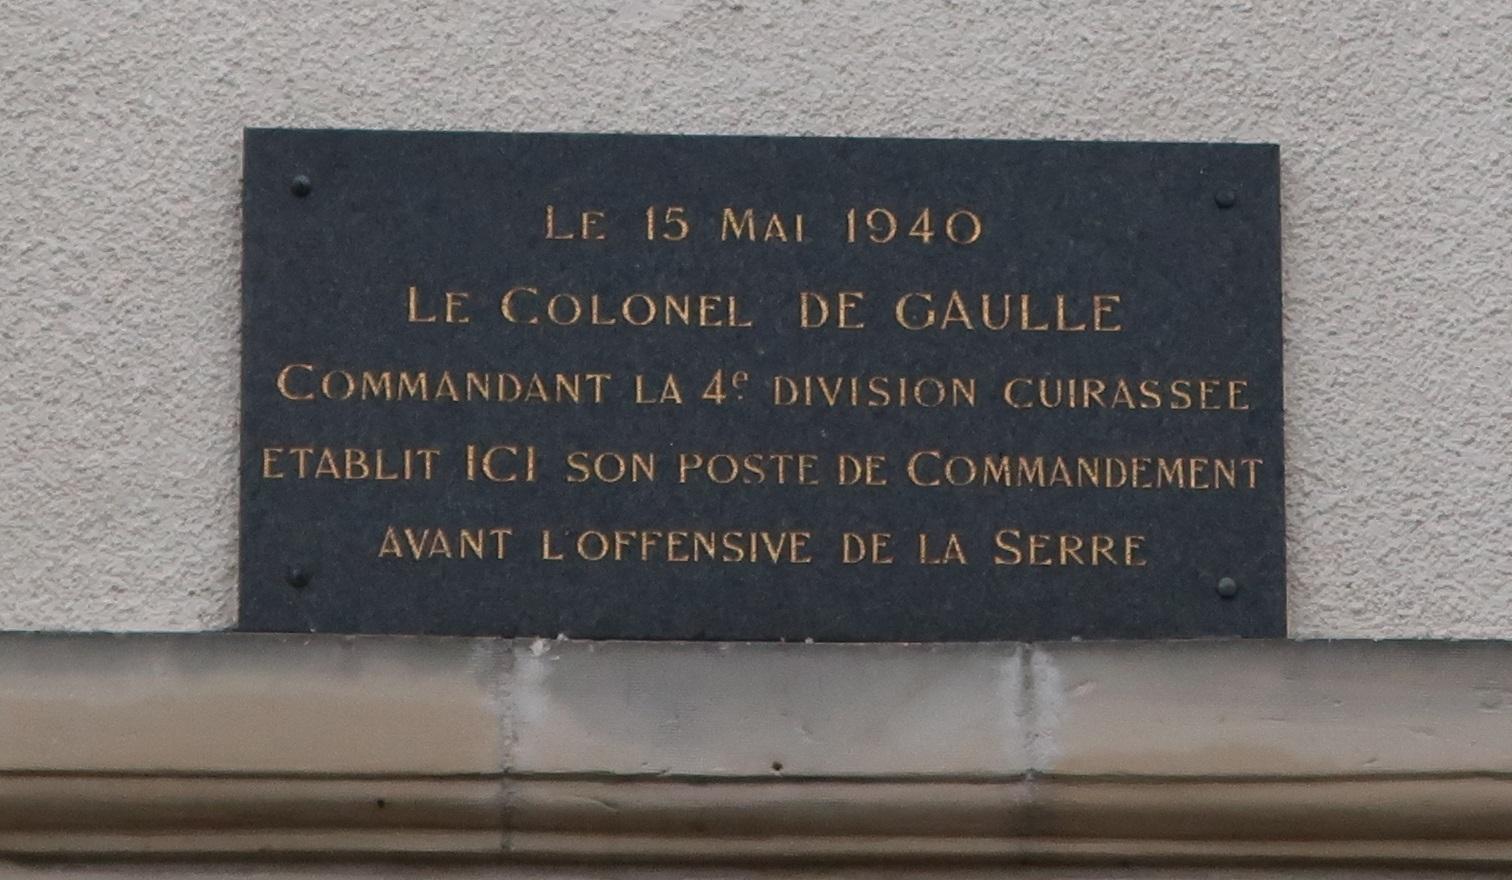 LE 15 MAI 1940
LE COLONEL DE GAULLE
COMMANDANT LA 4e DIVISION CUIRASSEE
ETABLIT ICI SON POSTE DE COMMANDEMENT
AVANT L'OFFENSIVE DE LA SERRE